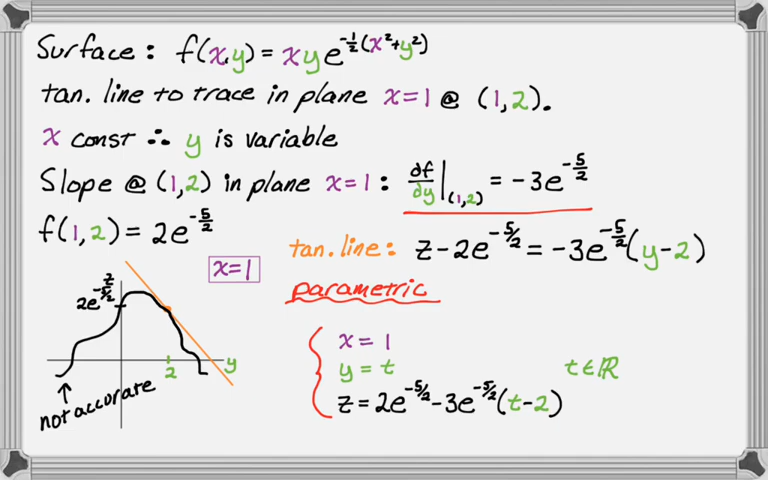 Surface: f(x,y) = xye^{-1/2(x²+y²)}
tan. line to trace in plane x=1 @ (1,2).
x const ∴ y is variable
Slope @ (1,2) in plane x=1: ∂f/∂y|_{(1,2)} = -3e^{-5/2}
f(1,2) = 2e^{-5/2}
tan. line: z-2e^{-5/2} = -3e^{-5/2}(y-2)
x=1
parametric
z
2e^{-5/2}
y
2
not accurate
x = 1
y = t t∈ℝ
z = 2e^{-5/2}-3e^{-5/2}(t-2)